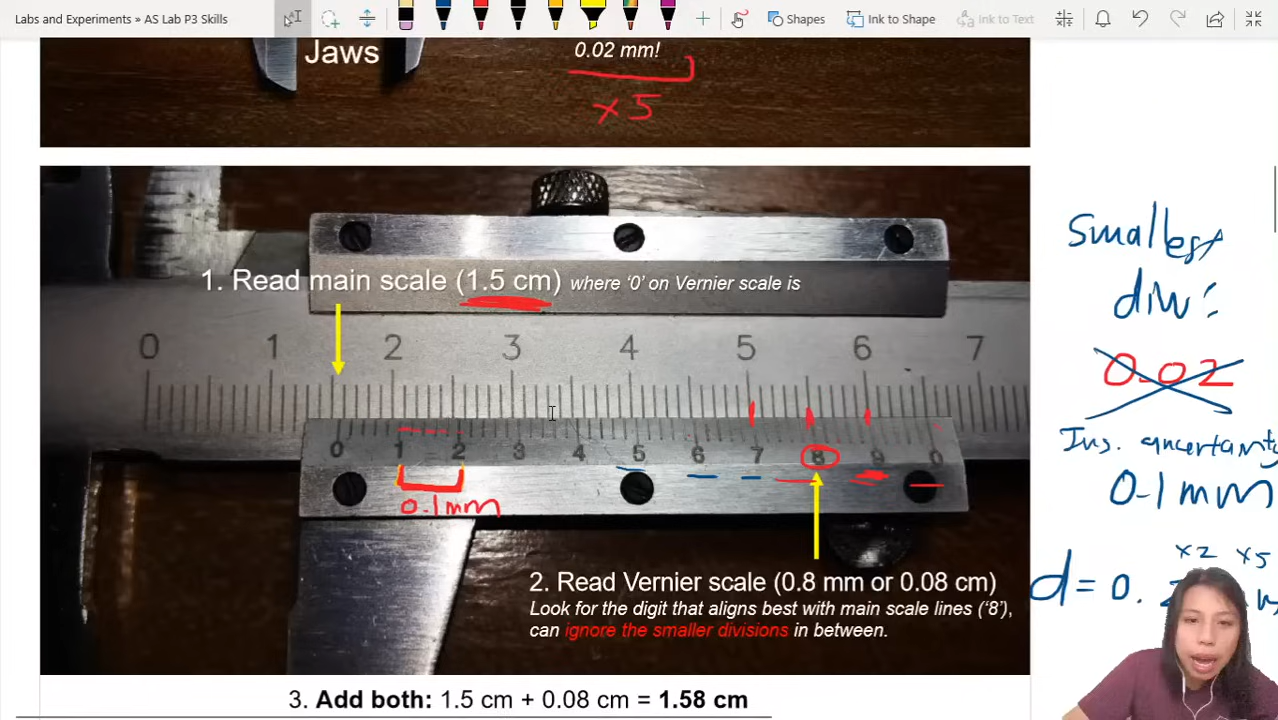 Labs and Experiments » AS Lab P3 Skills
Shapes
Ink to Shape
Ink to Text
Jaws
0.02 mm!
x 5
1. Read main scale (1.5 cm) where ‘0’ on Vernier scale is
0 1 2 3 4 5 6 7
0 1 2 3 4 5 6 7 8 9 0
0.1mm
2. Read Vernier scale (0.8 mm or 0.08 cm)
Look for the digit that aligns best with main scale lines (‘8’),
can ignore the smaller divisions in between.
3. Add both: 1.5 cm + 0.08 cm = 1.58 cm
Smallest
div:
0.02
Ins. uncertainty
0.1mm
x2 x5
d = 0.